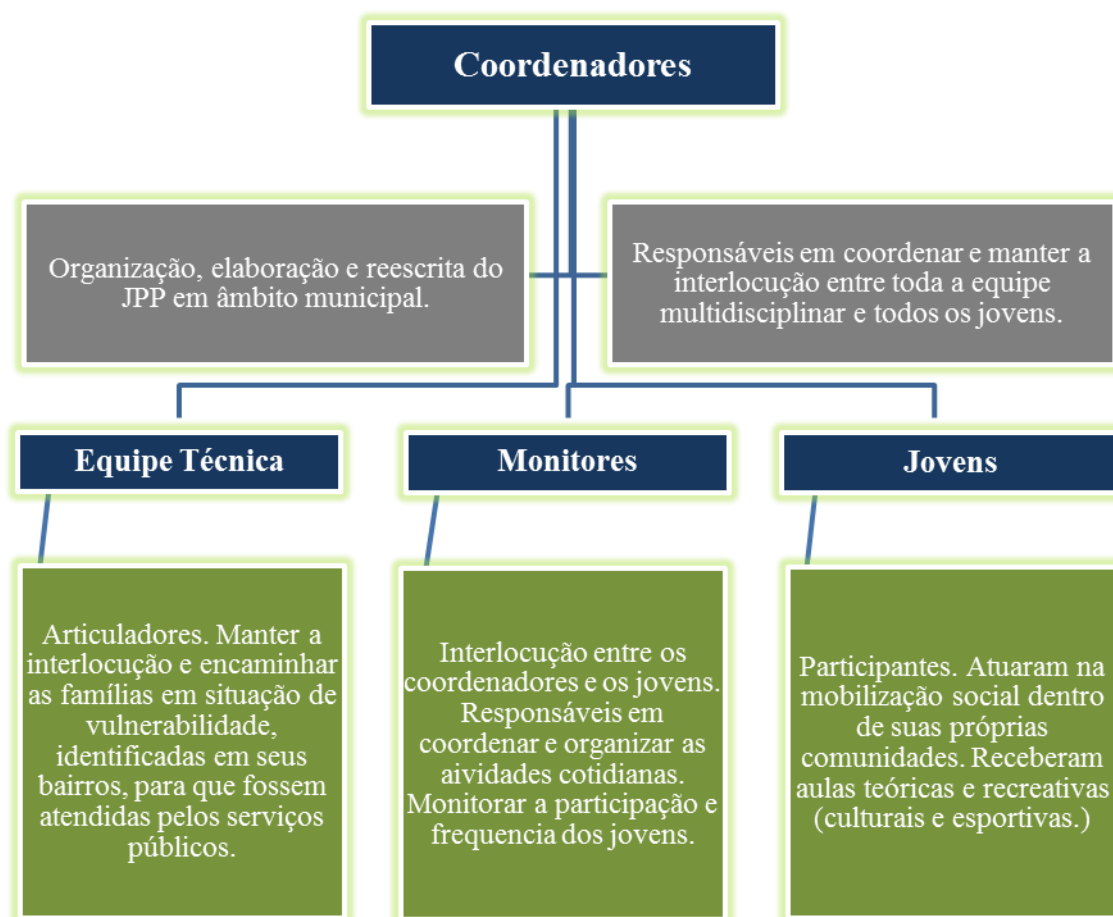 Coordenadores
Organização, elaboração e reescrita do
JPP em âmbito municipal.
Responsáveis em coordenar e manter a
interlocução entre toda a equipe
multidisciplinar e todos os jovens.
Equipe Técnica
Articuladores. Manter a
interlocução e encaminhar
as famílias em situação de
vulnerabilidade,
identificadas em seus
bairros, para que fossem
atendidas pelos serviços
públicos.
Monitores
Interlocução entre os
coordenadores e os jovens.
Responsáveis em
coordenar e organizar as
aividades cotidianas.
Monitorar a participação e
frequencia dos jovens.
Jovens
Participantes. Atuaram na
mobilização social dentro
de suas próprias
comunidades. Receberam
aulas teóricas e recreativas
(culturais e esportivas.)